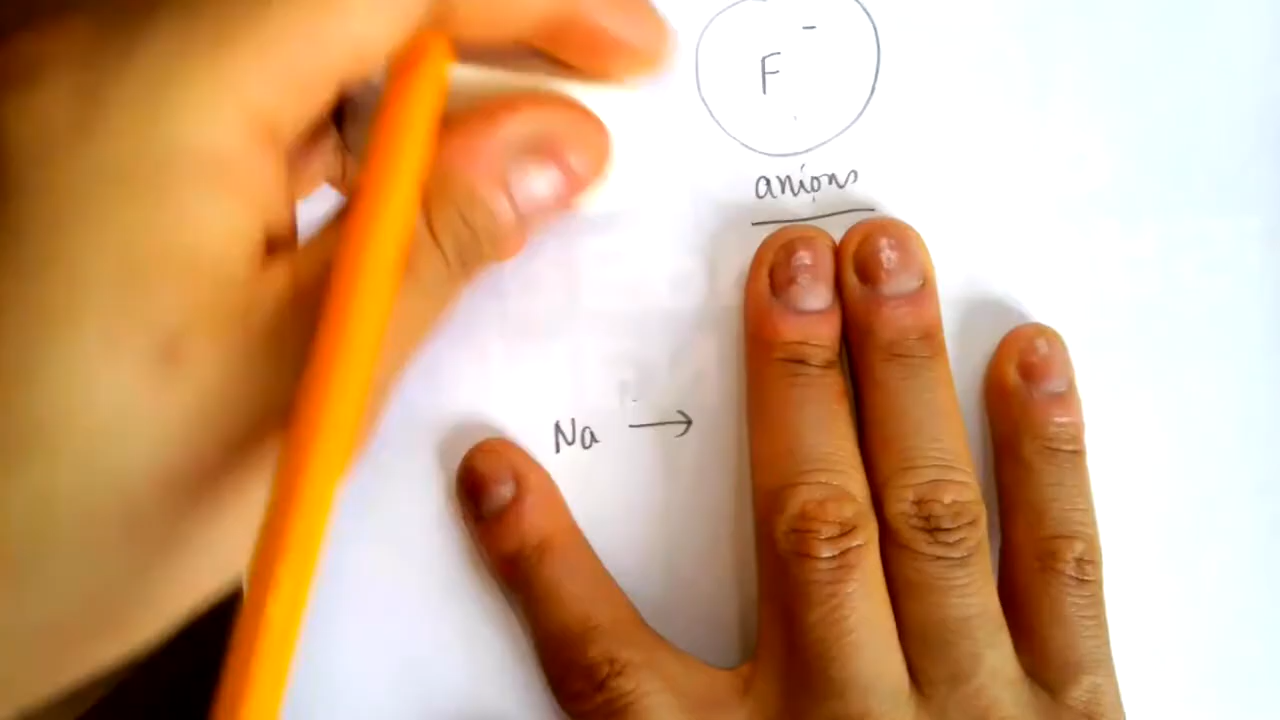 F⁻
anions
Na →